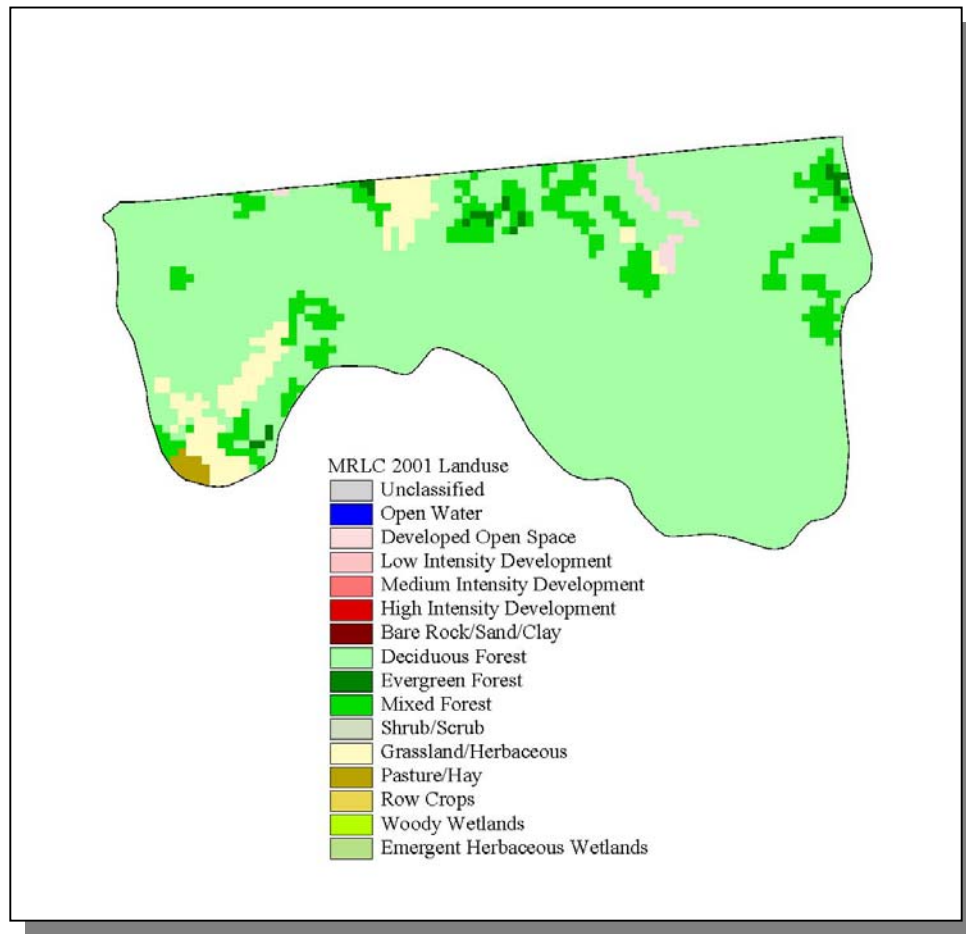 MRLC 2001 Landuse
Unclassified
Open Water
Developed Open Space
Low Intensity Development
Medium Intensity Development
High Intensity Development
Bare Rock/Sand/Clay
Deciduous Forest
Evergreen Forest
Mixed Forest
Shrub/Scrub
Grassland/Herbaceous
Pasture/Hay
Row Crops
Woody Wetlands
Emergent Herbaceous Wetlands